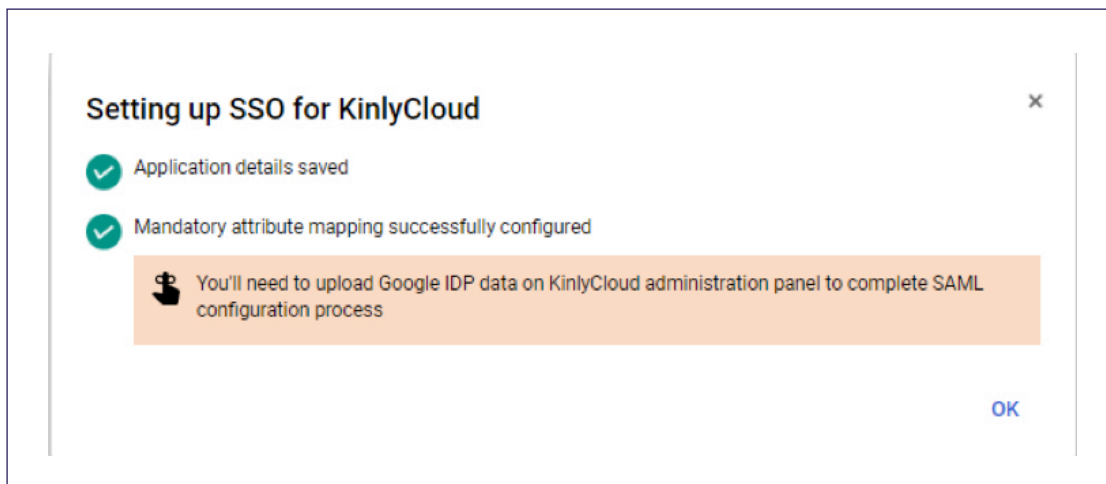 Setting up SSO for KinlyCloud
Application details saved
Mandatory attribute mapping successfully configured
You'll need to upload Google IDP data on KinlyCloud administration panel to complete SAML
configuration process
OK